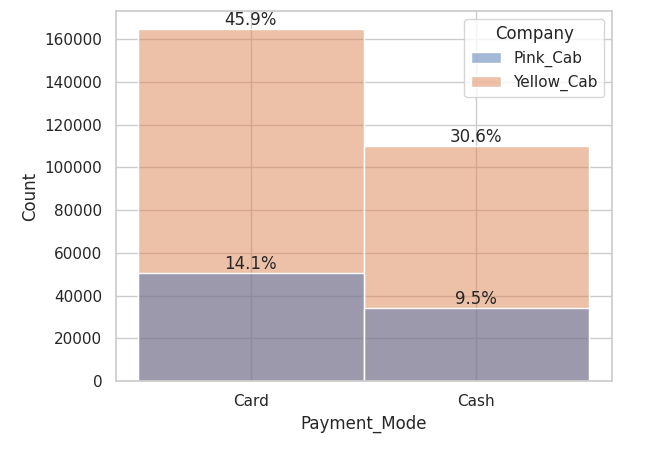 45.9%
Company
Pink_Cab
Yellow_Cab
30.6%
14.1%
9.5%
160000
140000
120000
100000
80000
60000
40000
20000
0
Count
Card
Cash
Payment_Mode